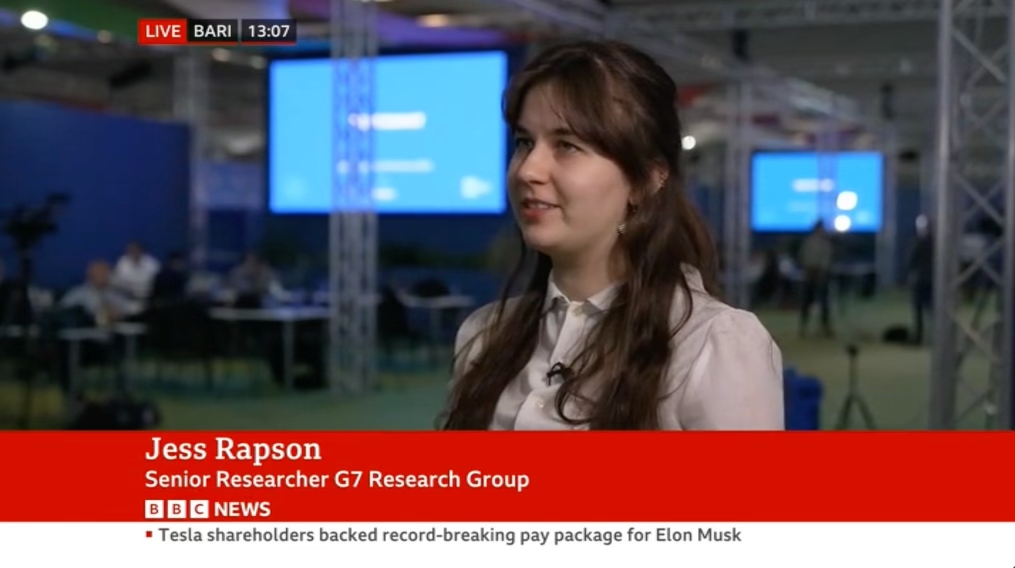 LIVE BARI 13:07
Jess Rapson
Senior Researcher G7 Research Group
BBC NEWS
Tesla shareholders backed record-breaking pay package for Elon Musk